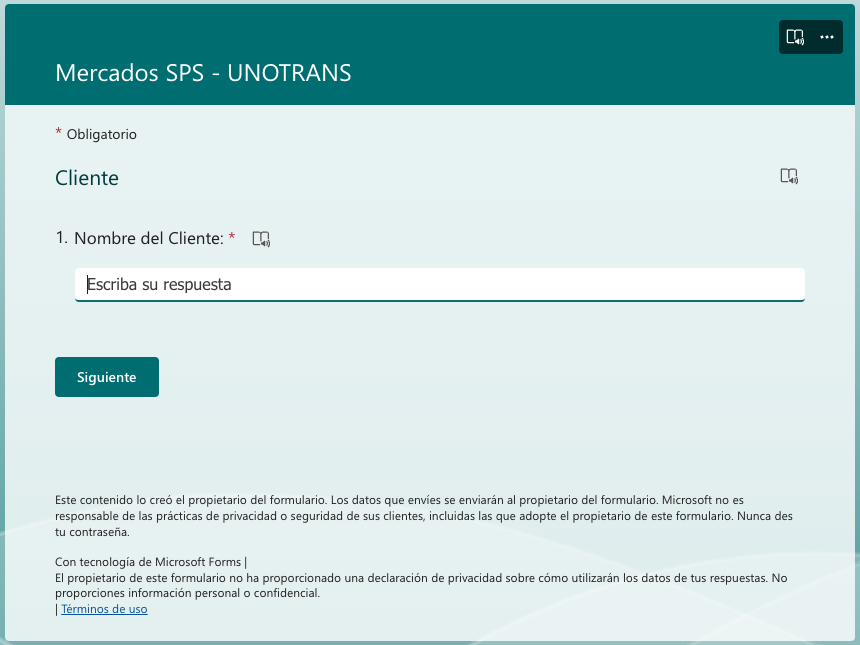 Mercados SPS - UNOTRANS
* Obligatorio
Cliente
1. Nombre del Cliente: *
Escriba su respuesta
Siguiente
Este contenido lo creó el propietario del formulario. Los datos que envíes se enviarán al propietario del formulario. Microsoft no es
responsable de las prácticas de privacidad o seguridad de sus clientes, incluidas las que adopte el propietario de este formulario. Nunca des
tu contraseña.
Con tecnología de Microsoft Forms |
El propietario de este formulario no ha proporcionado una declaración de privacidad sobre cómo utilizarán los datos de tus respuestas. No
proporciones información personal o confidencial.
| Términos de uso